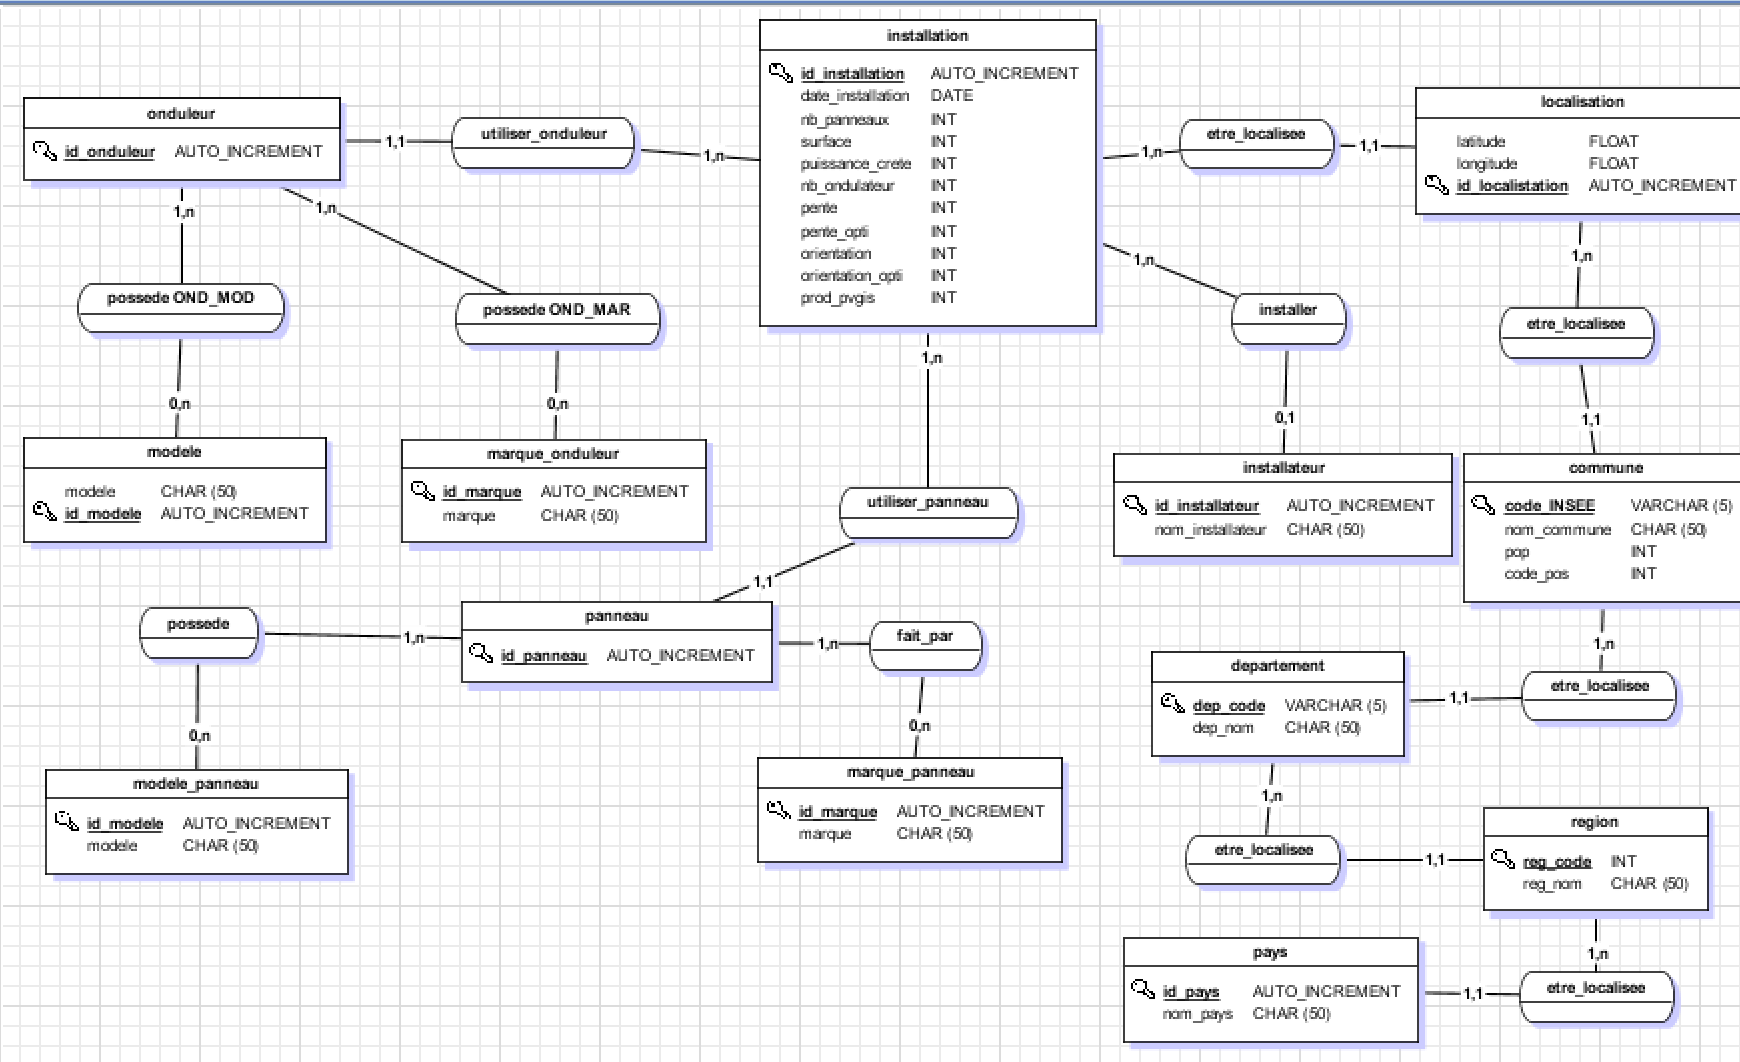 installation
id_installation AUTO_INCREMENT
date_installation DATE
nb_panneaux INT
surface INT
puissance_crete INT
nb_ondulateur INT
pente INT
pente_opti INT
orientation INT
orientation_opti INT
prod_pvgis INT
onduleur
id_onduleur AUTO_INCREMENT
1,1
utiliser_onduleur
1,n
1,n
etre_localisee
1,1
localisation
latitude FLOAT
longitude FLOAT
id_localistation AUTO_INCREMENT
1,n
1,n
1,n
1,n
possede OND_MOD
possede OND_MAR
installer
etre_localisee
1,n
0,n
0,n
0,1
1,1
modele
modele CHAR (50)
id_modele AUTO_INCREMENT
marque_onduleur
id_marque AUTO_INCREMENT
marque CHAR (50)
utiliser_panneau
installateur
id_installateur AUTO_INCREMENT
nom_installateur CHAR (50)
commune
code_INSEE VARCHAR (5)
nom_commune CHAR (50)
pop INT
code_pos INT
1,1
possede
1,n
panneau
id_panneau AUTO_INCREMENT
1,n
fait_par
1,n
departement
dep_code VARCHAR (5)
dep_nom CHAR (50)
1,1
etre_localisee
0,n
0,n
modele_panneau
id_modele AUTO_INCREMENT
modele CHAR (50)
marque_panneau
id_marque AUTO_INCREMENT
marque CHAR (50)
1,n
etre_localisee
1,1
region
reg_code INT
reg_nom CHAR (50)
1,n
pays
id_pays AUTO_INCREMENT
nom_pays CHAR (50)
1,1
etre_localisee